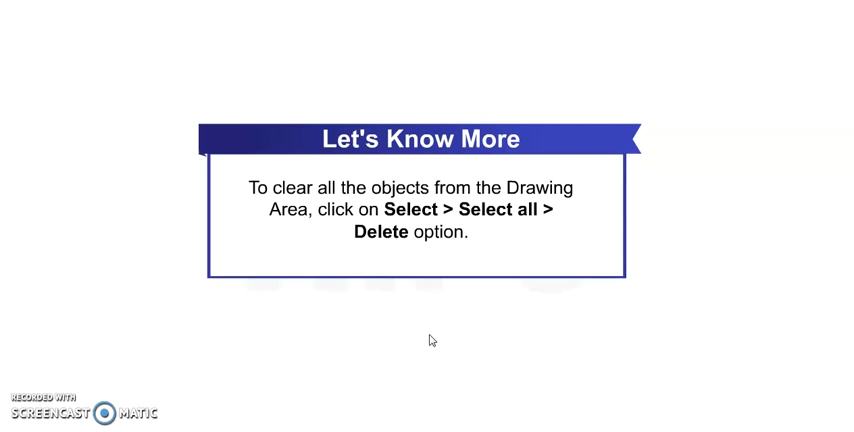 Let's Know More
To clear all the objects from the Drawing
Area, click on Select > Select all >
Delete option.
RECORDED WITH
SCREENCAST MATIC